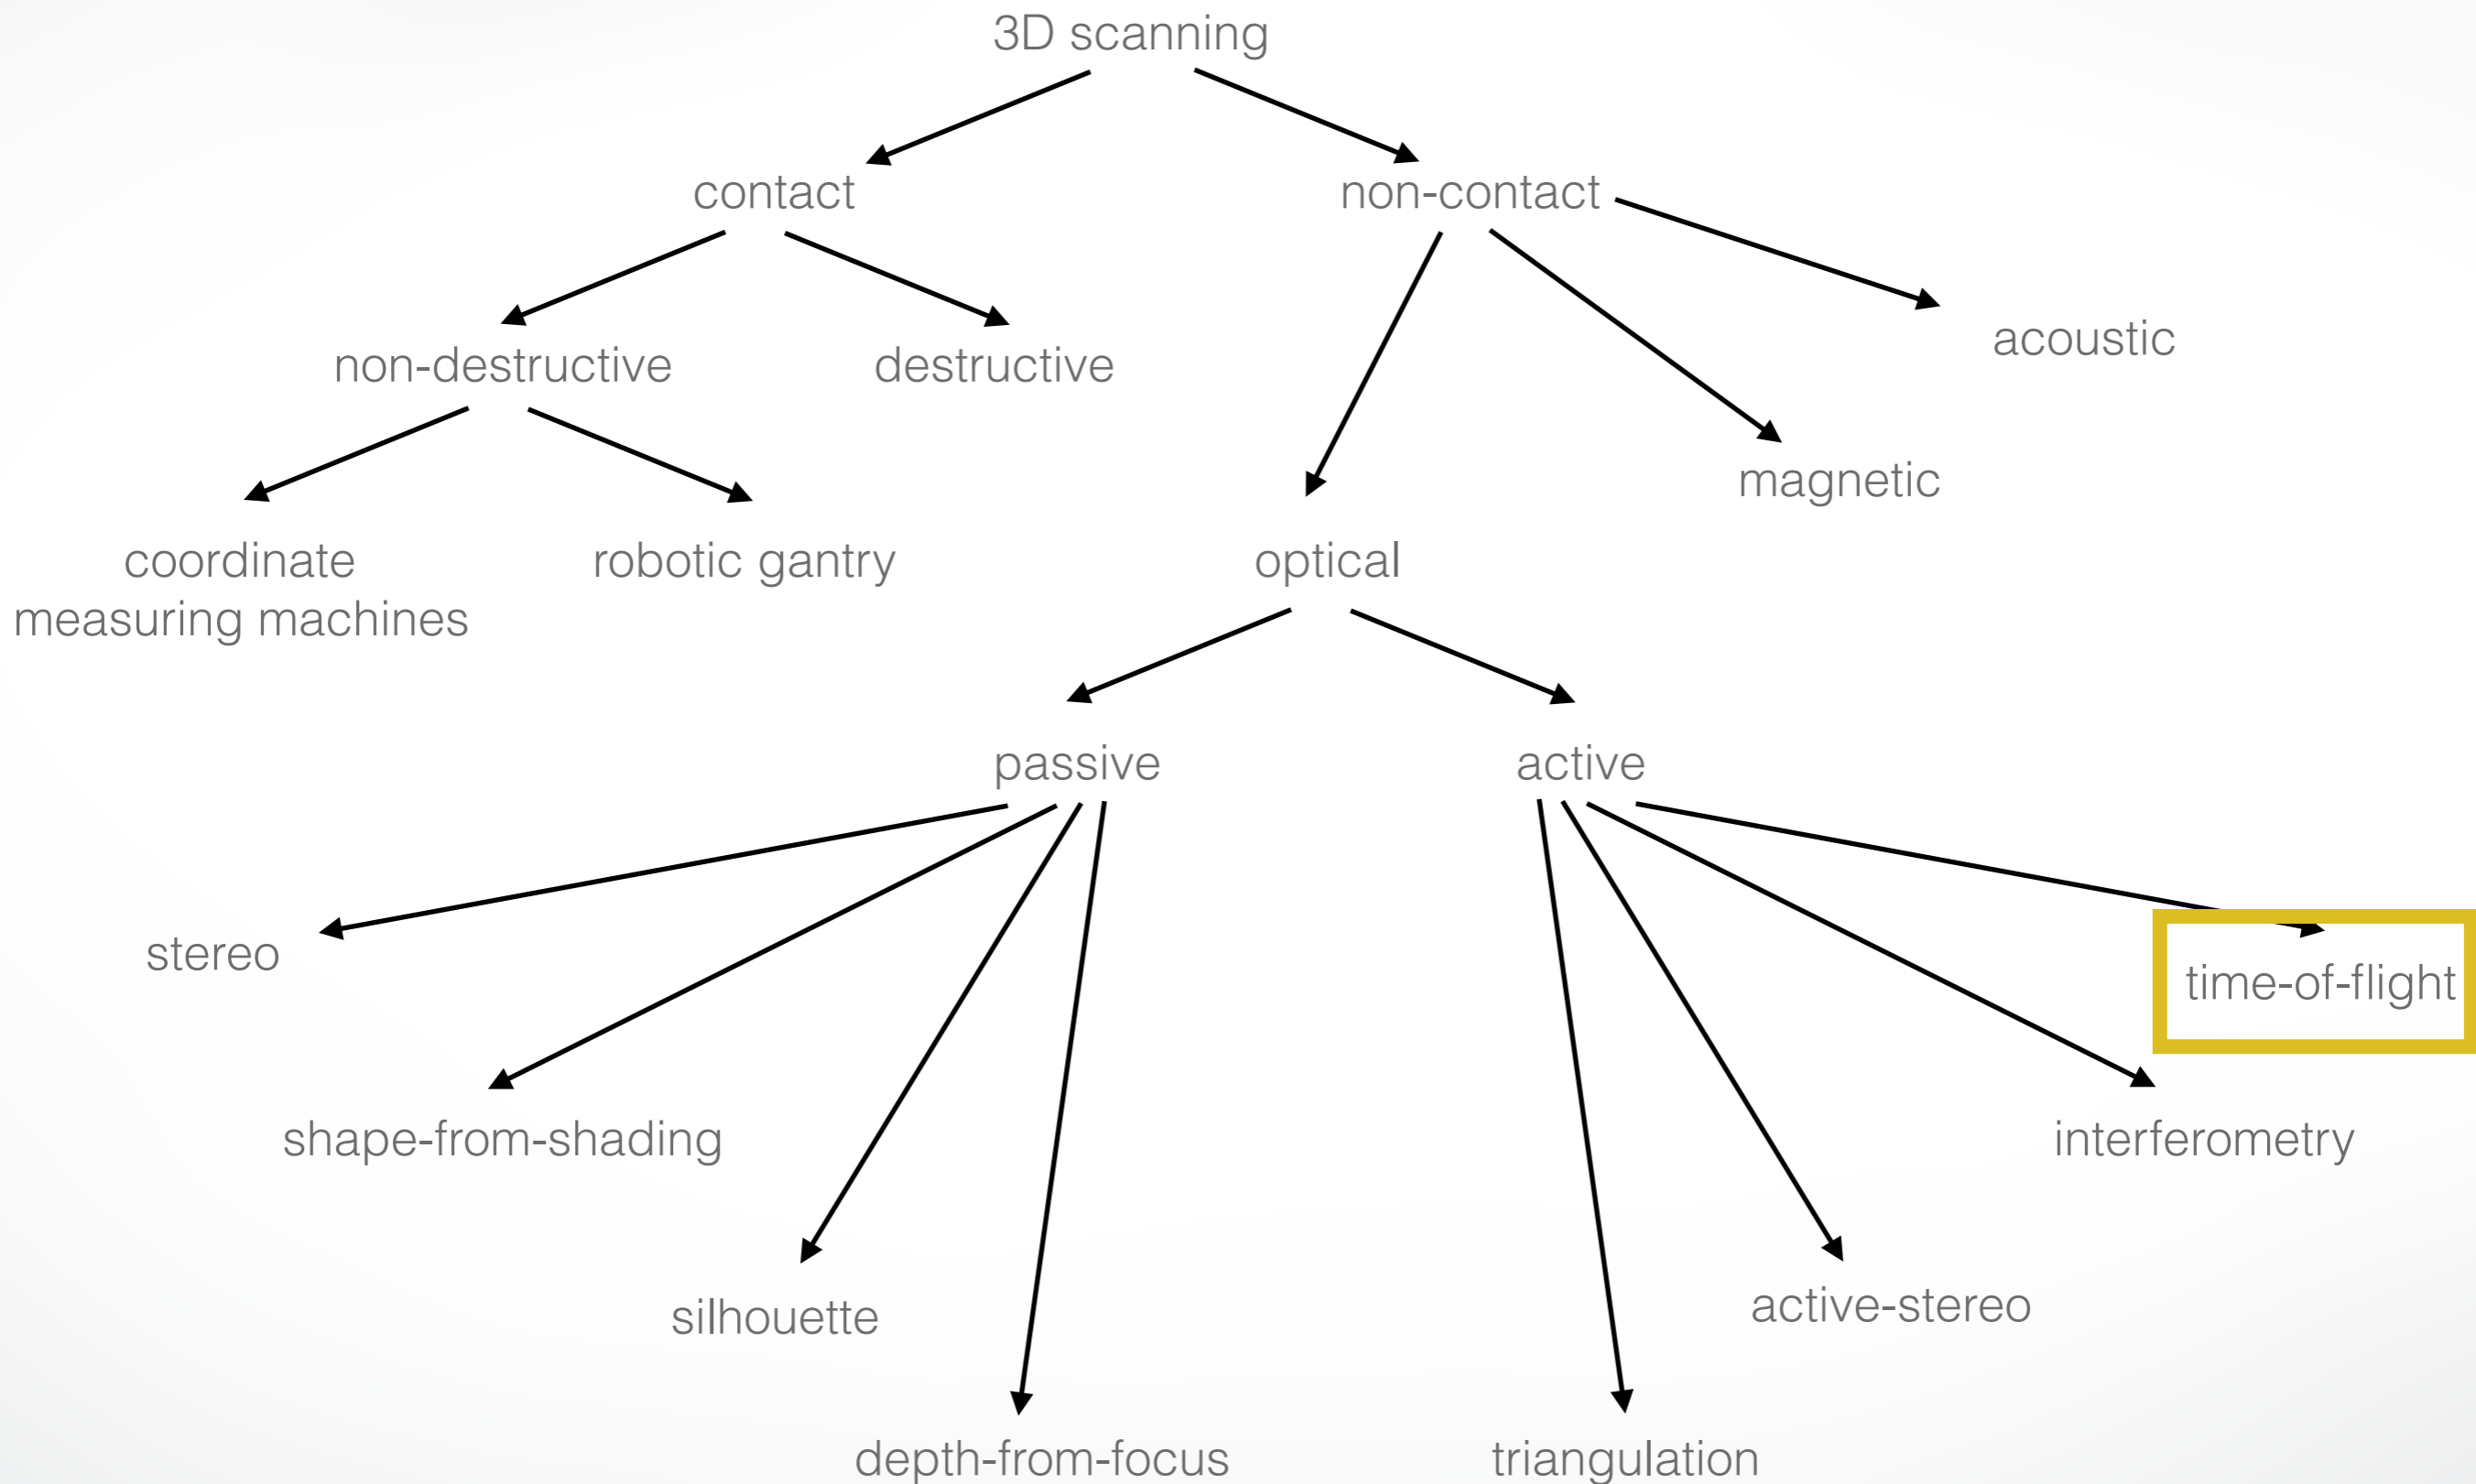 3D scanning
contact
non-contact
acoustic
non-destructive
destructive
magnetic
coordinate
measuring machines
robotic gantry
optical
passive
active
stereo
time-of-flight
shape-from-shading
interferometry
silhouette
active-stereo
depth-from-focus
triangulation